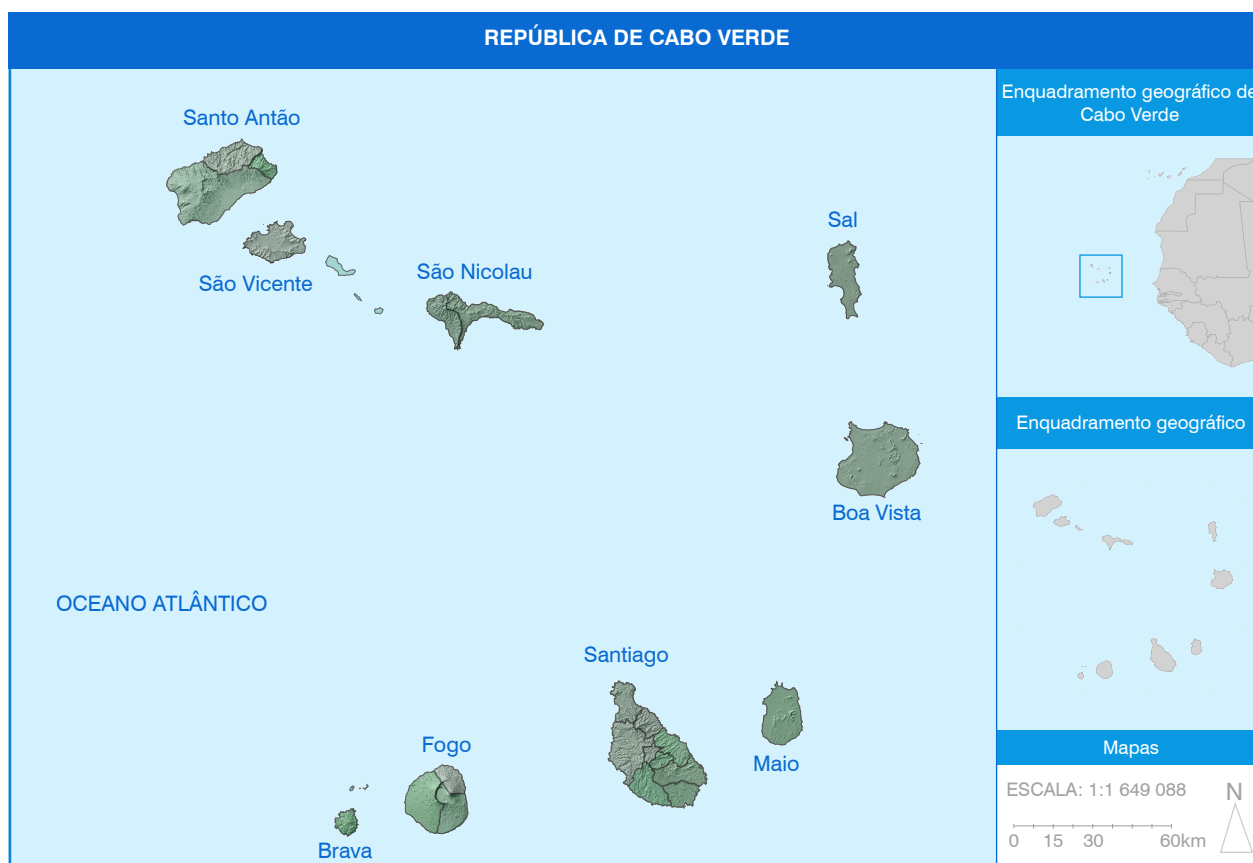 REPÚBLICA DE CABO VERDE
Santo Antão
São Vicente
São Nicolau
Sal
Boa Vista
OCEANO ATLÂNTICO
Santiago
Maio
Fogo
Brava
Enquadramento geográfico de
Cabo Verde
Enquadramento geográfico
Mapas
ESCALA: 1:1 649 088
N
0 15 30 60km